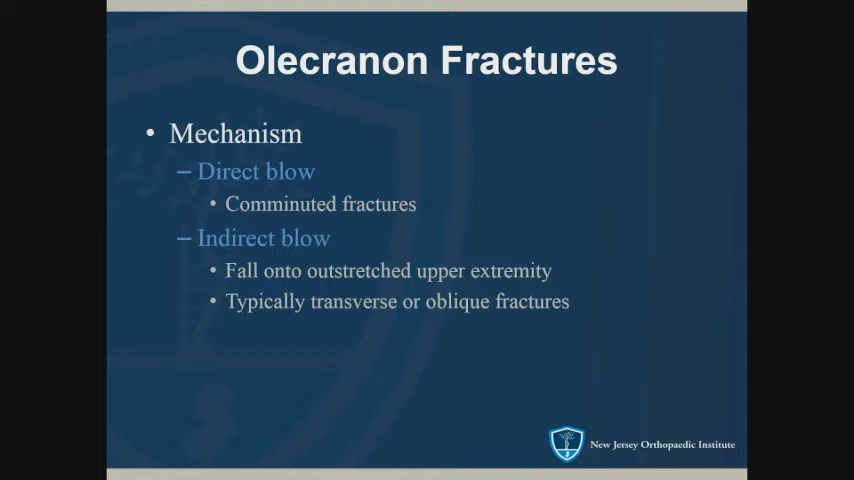 Olecranon Fractures
• Mechanism
– Direct blow
• Comminuted fractures
– Indirect blow
• Fall onto outstretched upper extremity
• Typically transverse or oblique fractures
New Jersey Orthopaedic Institute